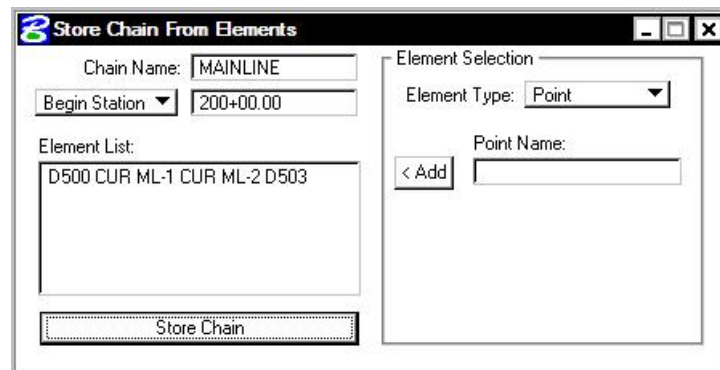 Store Chain From Elements
Chain Name: MAINLINE
Begin Station 200+00.00
Element List:
D500 CUR ML-1 CUR ML-2 D503
Store Chain
Element Selection
Element Type: Point
Point Name:
< Add